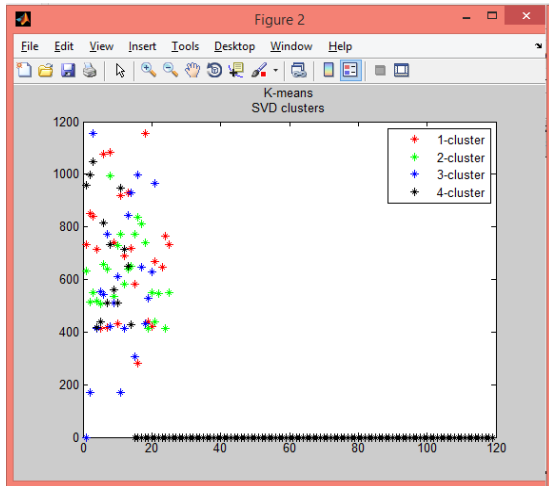 Figure 2
File Edit View Insert Tools Desktop Window Help
K-means
SVD clusters
1200
1000
800
600
400
200
0
0 20 40 60 80 100 120
1-cluster
2-cluster
3-cluster
4-cluster